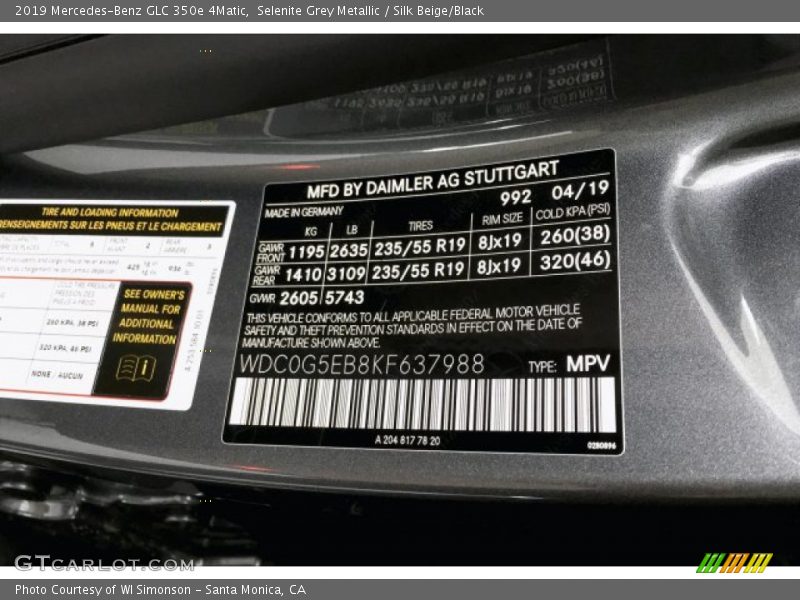 2019 Mercedes-Benz GLC 350e 4Matic, Selenite Grey Metallic / Silk Beige/Black
TIRE AND LOADING INFORMATION
RENSEIGNEMENTS SUR LES PNEUS ET LE CHARGEMENT
SEE OWNER'S
MANUAL FOR
ADDITIONAL
INFORMATION
260 KPA, 38 PSI
320 KPA, 46 PSI
NONE, AUCUN
MFD BY DAIMLER AG STUTTGART
MADE IN GERMANY 992 04/19
KG LB TIRES RIM SIZE COLD KPA(PSI)
GAWR FRONT 1195 2635 235/55 R19 8Jx19 260(38)
GAWR REAR 1410 3109 235/55 R19 8Jx19 320(46)
GVWR 2605 5743
THIS VEHICLE CONFORMS TO ALL APPLICABLE FEDERAL MOTOR VEHICLE
SAFETY AND THEFT PREVENTION STANDARDS IN EFFECT ON THE DATE OF
MANUFACTURE SHOWN ABOVE.
WDC0G5EB8KF637988 TYPE: MPV
A 204 817 78 20
0280896
GTCARLOT.COM
Photo Courtesy of WI Simonson - Santa Monica, CA